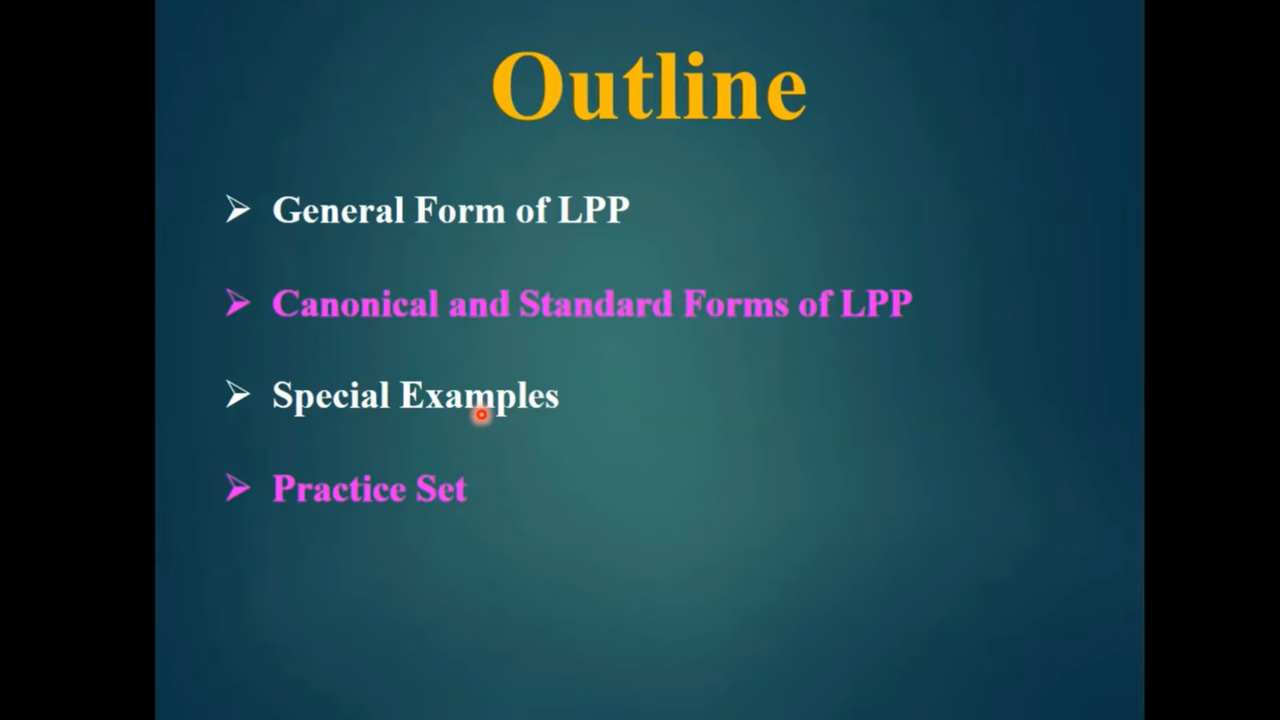 Outline
General Form of LPP
Canonical and Standard Forms of LPP
Special Examples
Practice Set